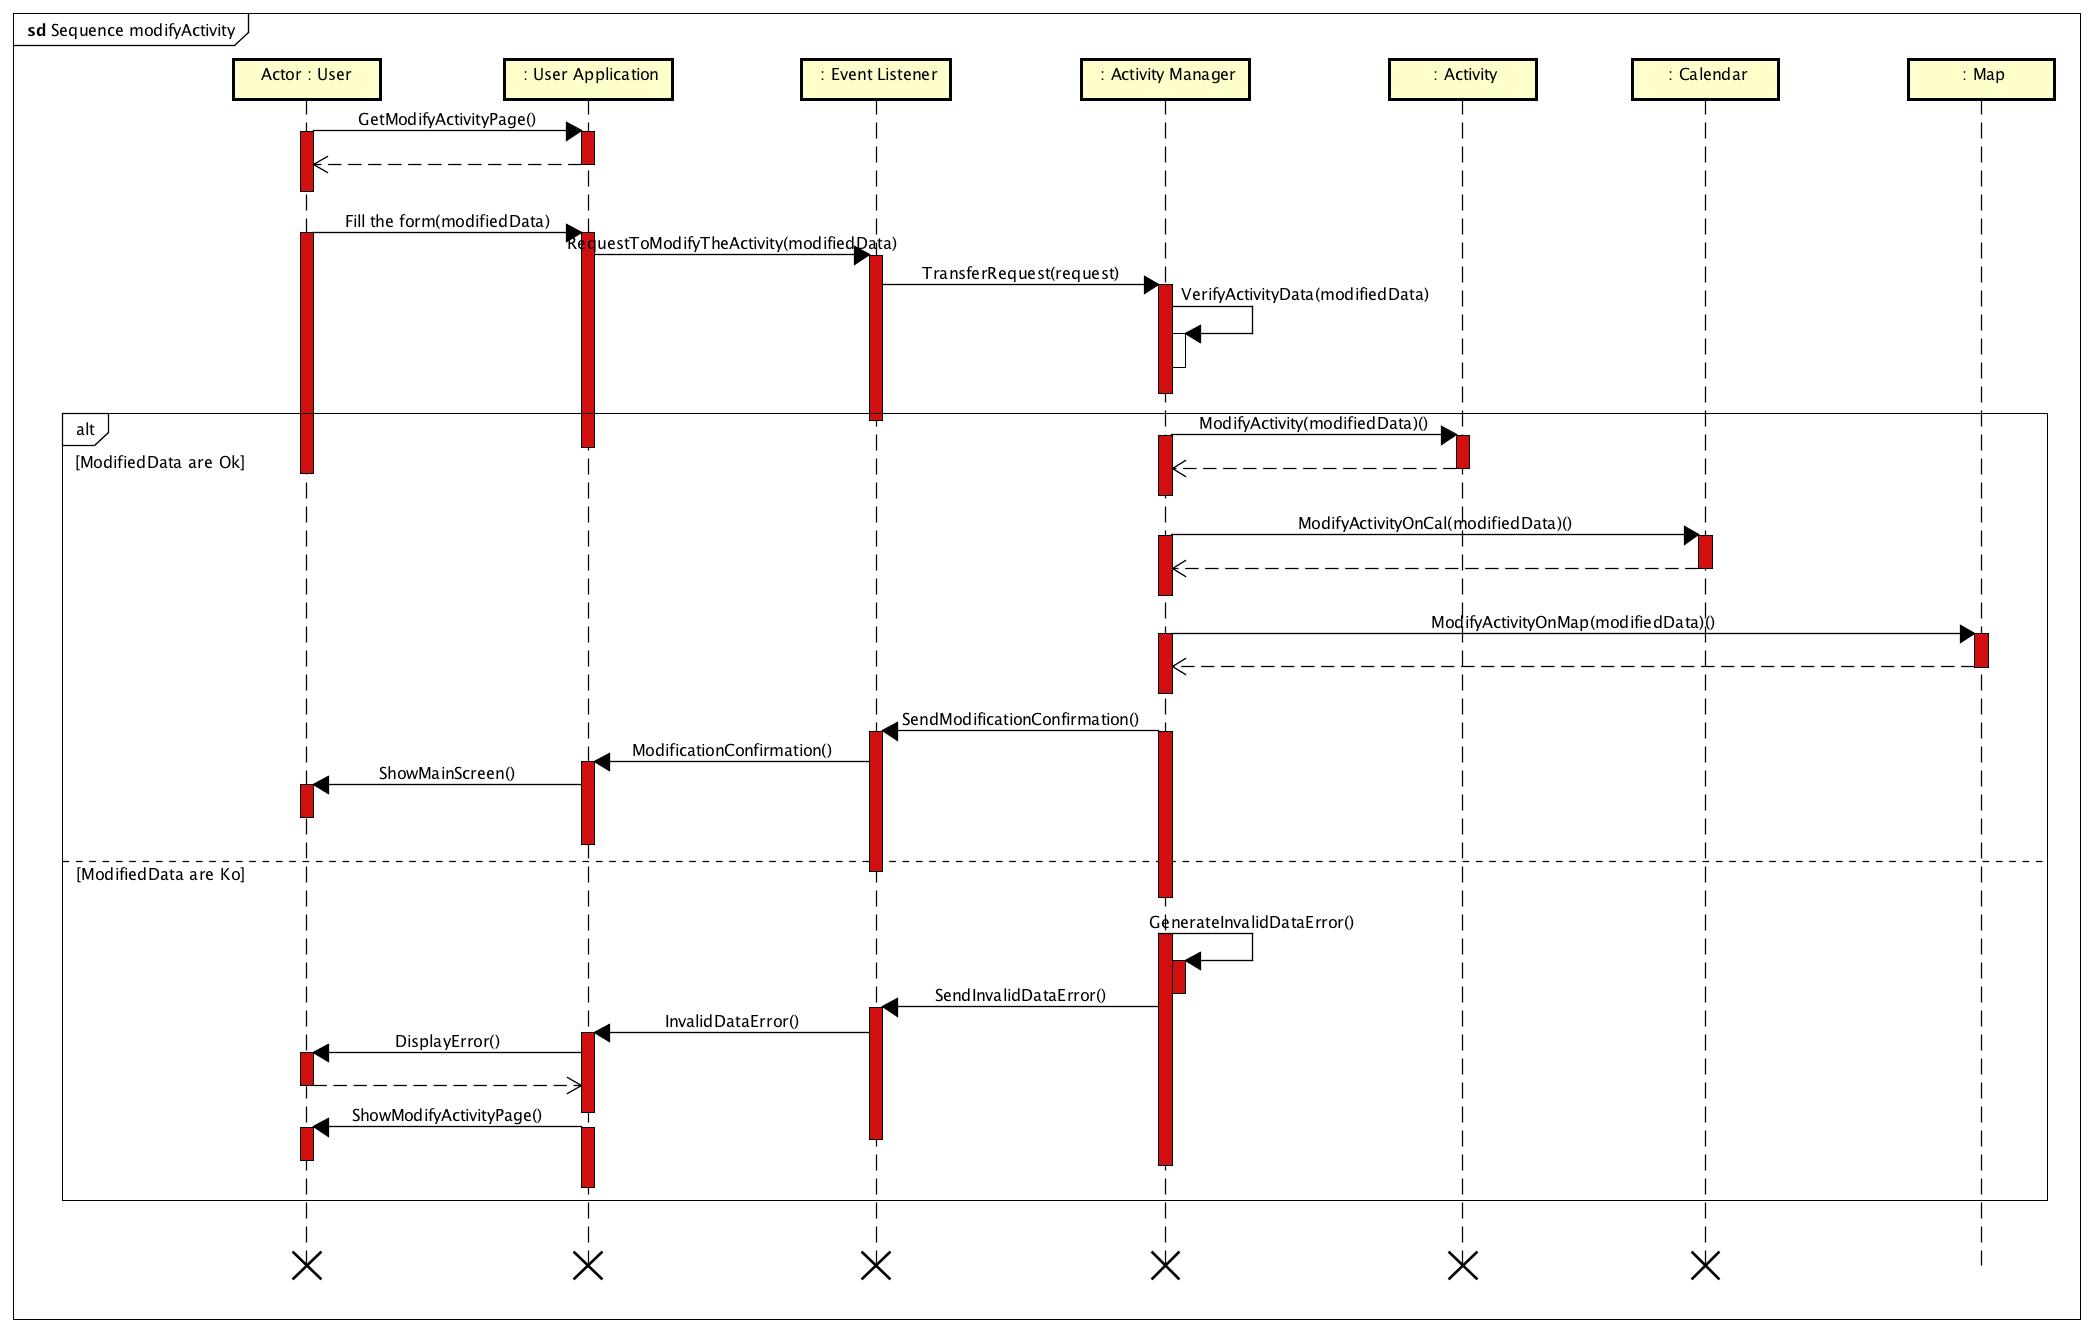 sd Sequence modifyActivity
Actor : User
: User Application
: Event Listener
: Activity Manager
: Activity
: Calendar
: Map
GetModifyActivityPage()
Fill the form(modifiedData)
RequestToModifyTheActivity(modifiedData)
TransferRequest(request)
VerifyActivityData(modifiedData)
alt
ModifyActivity(modifiedData)()
[ModifiedData are Ok]
ModifyActivityOnCal(modifiedData)()
ModifyActivityOnMap(modifiedData)()
SendModificationConfirmation()
ModificationConfirmation()
ShowMainScreen()
[ModifiedData are Ko]
GenerateInvalidDataError()
SendInvalidDataError()
InvalidDataError()
DisplayError()
ShowModifyActivityPage()